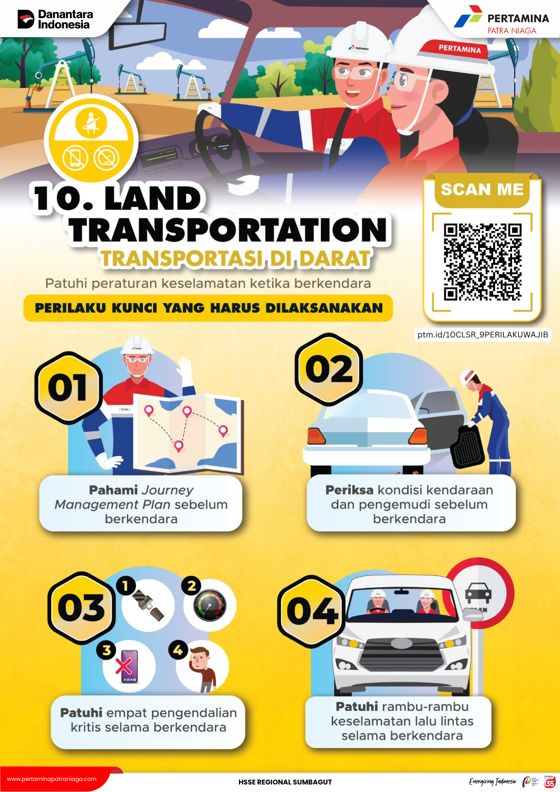 Danantara
Indonesia
PERTAMINA
PATRA NIAGA
PERTAMINA
SCAN ME
10. LAND
TRANSPORTATION
TRANSPORTASI DI DARAT
Patuhi peraturan keselamatan ketika berkendara
PERILAKU KUNCI YANG HARUS DILAKSANAKAN
ptm.id/10CLSR_9PERILAKUWAJIB
01
Pahami Journey
Management Plan sebelum
berkendara
02
Periksa kondisi kendaraan
dan pengemudi sebelum
berkendara
03
1
2
3
4
Patuhi empat pengendalian
kritis selama berkendara
04
Patuhi rambu-rambu
keselamatan lalu lintas
selama berkendara
www.pertaminapatraniaga.com
HSSE REGIONAL SUMBAGUT
Energizing Indonesia
35